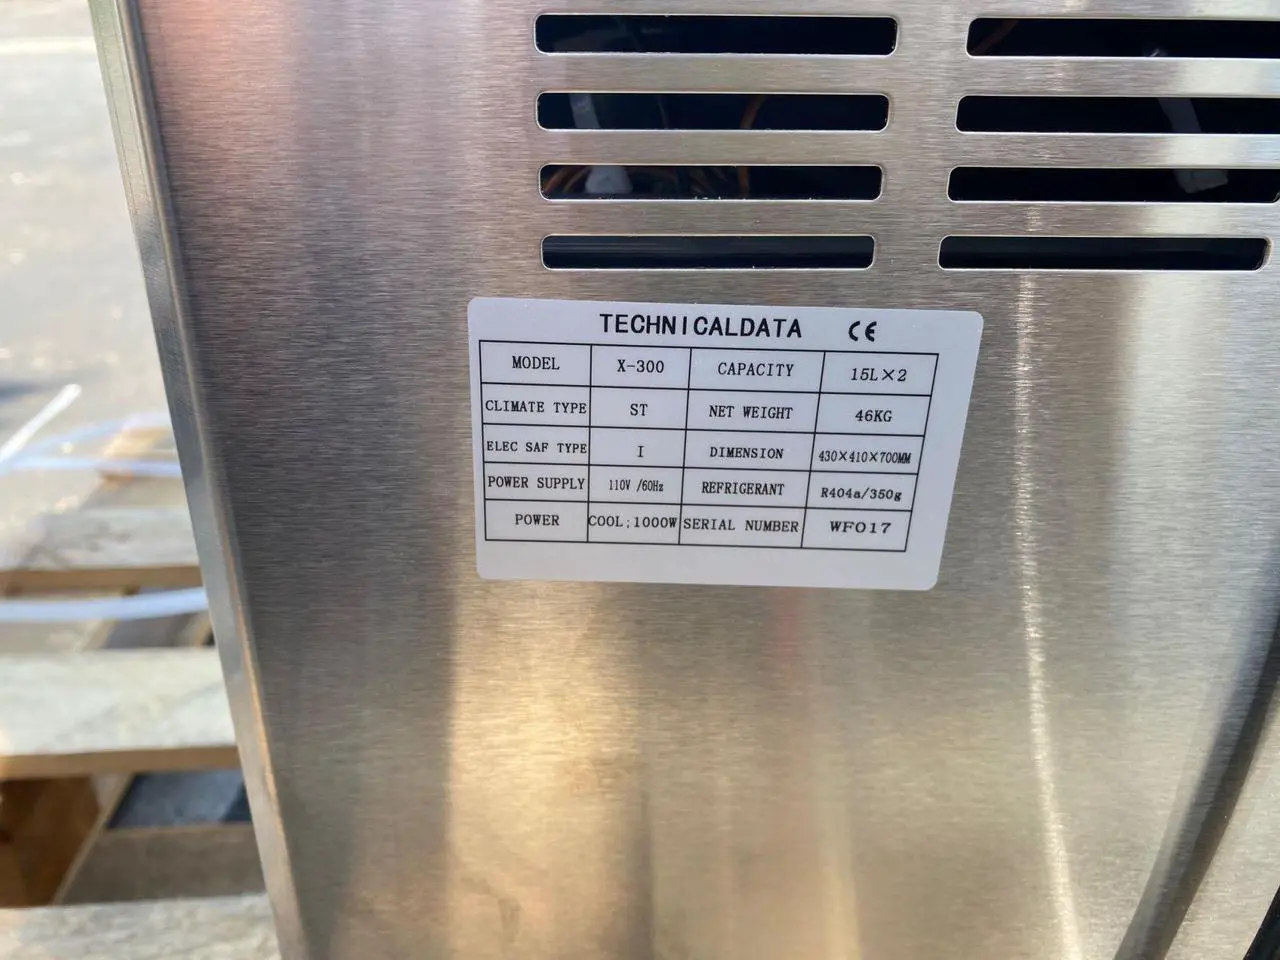 TECHNICALDATA CE
MODEL X-300 CAPACITY 15L×2
CLIMATE TYPE ST NET WEIGHT 46KG
ELEC SAF TYPE I DIMENSION 430×410×700MM
POWER SUPPLY 110V /60Hz REFRIGERANT R404a/350g
POWER COOL;1000W SERIAL NUMBER WF017